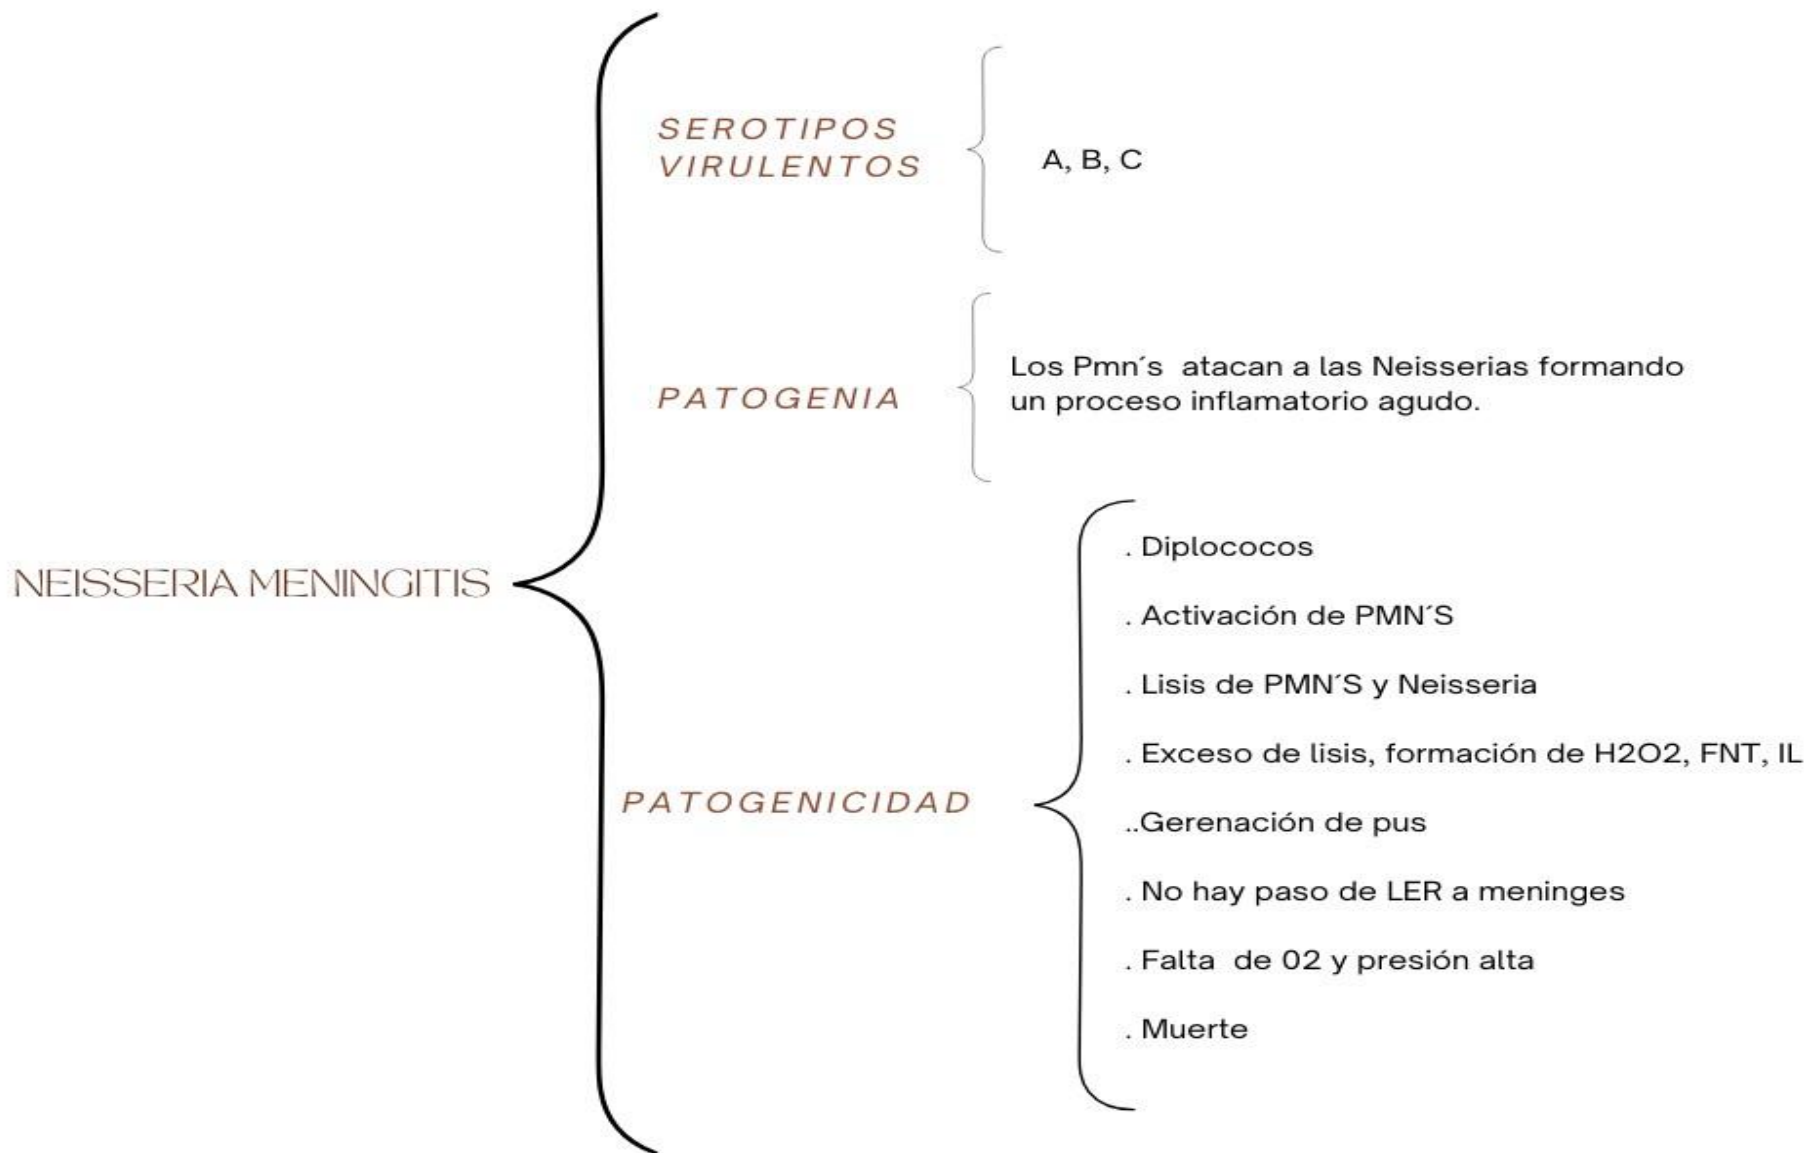 SEROTIPOS
VIRULENTOS
A, B, C
PATOGENIA
Los Pmn´s atacan a las Neisserias formando
un proceso inflamatorio agudo.
NEISSERIA MENINGITIS
PATOGENICIDAD
. Diplococos
. Activación de PMN´S
. Lisis de PMN´S y Neisseria
. Exceso de lisis, formación de H2O2, FNT, IL
..Gerenación de pus
. No hay paso de LER a meninges
. Falta de 02 y presión alta
. Muerte